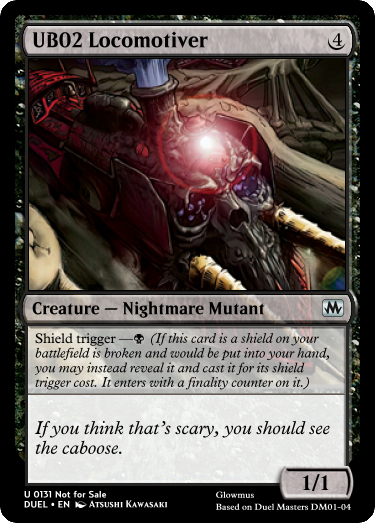 UB02 Locomotiver 4
Creature — Nightmare Mutant
Shield trigger — (If this card is a shield on your
battlefield is broken and would be put into your hand,
you may instead reveal it and cast it for its shield
trigger cost. It enters with a finality counter on it.)
If you think that's scary, you should see
the caboose.
1/1
U 0131 Not for Sale
DUEL • EN Atsushi Kawasaki
Glowmus
Based on Duel Masters DM01-04